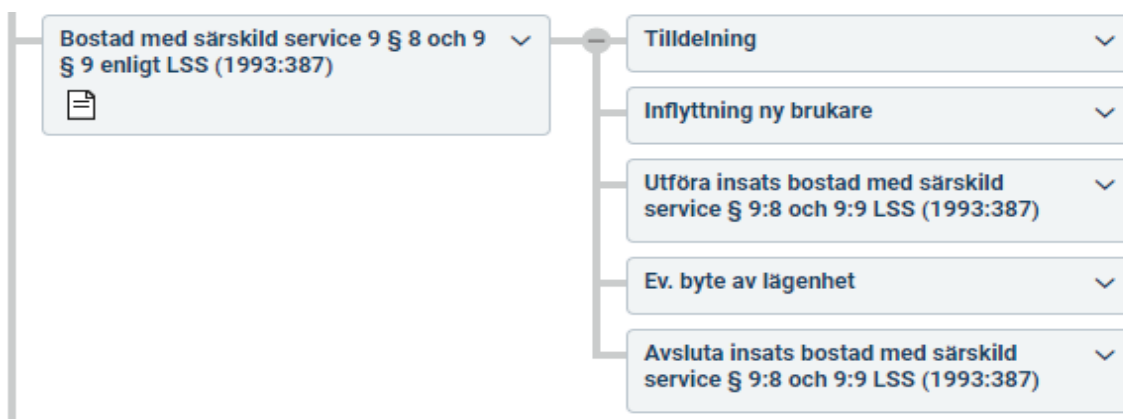 Bostad med särskild service 9 § 8 och 9
§ 9 enligt LSS (1993:387)
Tilldelning
Inflyttning ny brukare
Utföra insats bostad med särskild
service § 9:8 och 9:9 LSS (1993:387)
Ev. byte av lägenhet
Avsluta insats bostad med särskild
service § 9:8 och 9:9 LSS (1993:387)